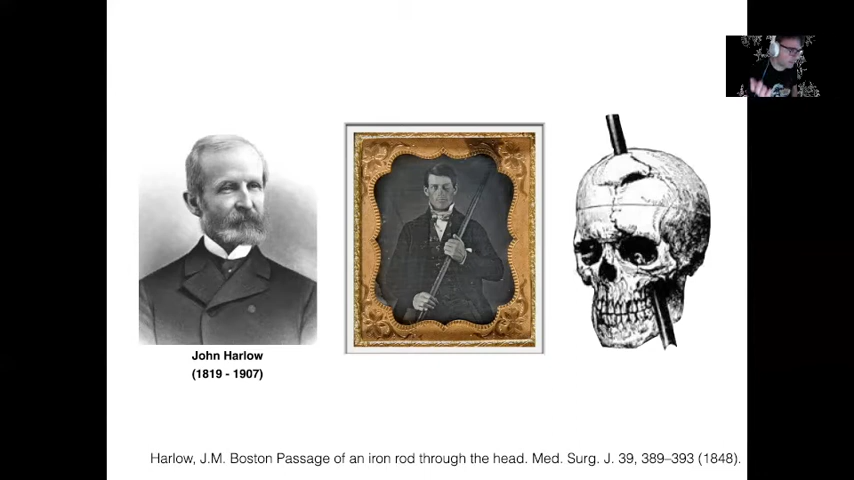 John Harlow
(1819 - 1907)
Harlow, J.M. Boston Passage of an iron rod through the head. Med. Surg. J. 39, 389–393 (1848).